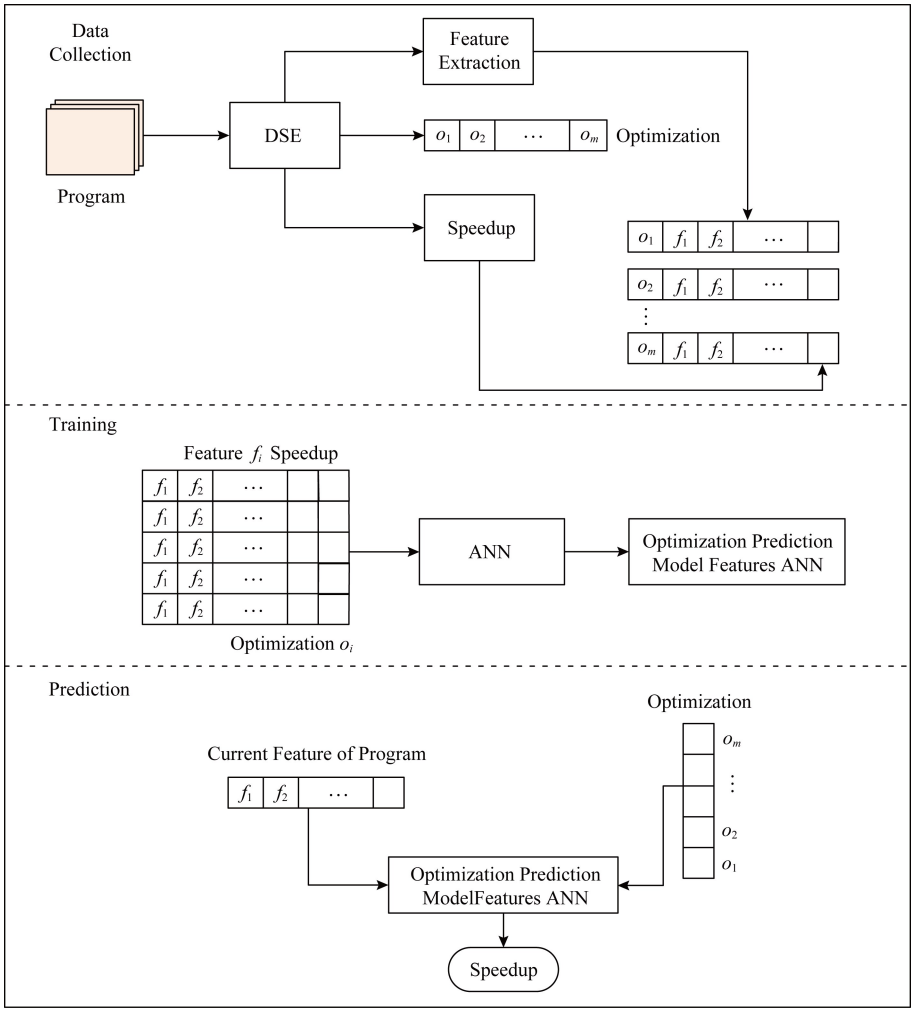 Data
Collection
Feature
Extraction
DSE
o1 o2 ··· om Optimization
Program
Speedup
o1 f1 f2 ···
o2 f1 f2 ···
⋮
om f1 f2 ···
Training
Feature fi Speedup
f1 f2 ···
f1 f2 ···
f1 f2 ···
f1 f2 ···
f1 f2 ···
ANN
Optimization Prediction
Model Features ANN
Optimization oi
Prediction
Optimization
om
⋮
o2
o1
Current Feature of Program
f1 f2 ···
Optimization Prediction
ModelFeatures ANN
Speedup